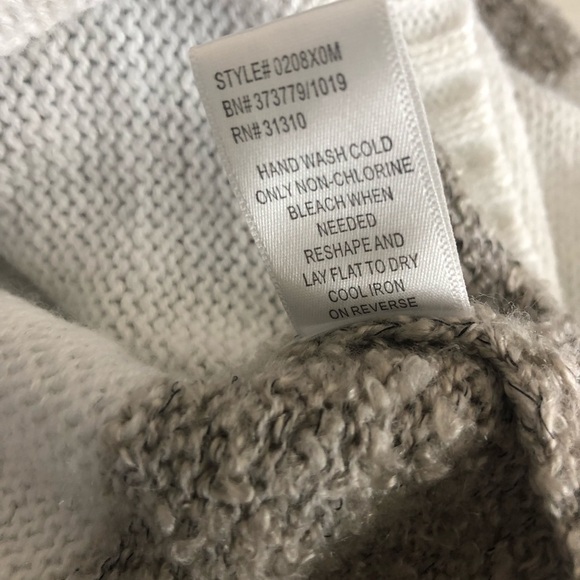 STYLE# 0208X0M
BN# 373779/1019
RN# 31310
HAND WASH COLD
ONLY NON-CHLORINE
BLEACH WHEN
NEEDED
RESHAPE AND
LAY FLAT TO DRY
COOL IRON
ON REVERSE